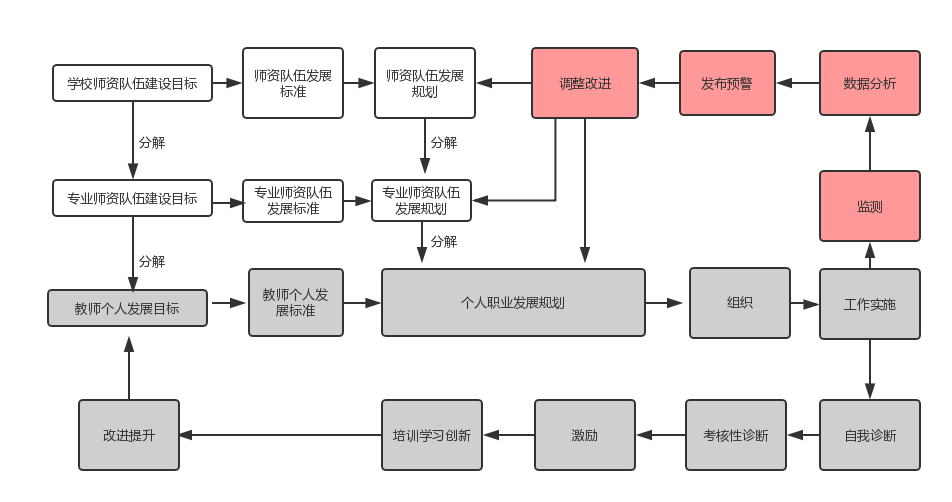 学校师资队伍建设目标
师资队伍发展
标准
师资队伍发展
规划
调整改进
发布预警
数据分析
分解
分解
专业师资队伍建设目标
专业师资队伍
发展标准
专业师资队伍
发展规划
监测
分解
分解
教师个人发展目标
教师个人发
展标准
个人职业发展规划
组织
工作实施
改进提升
培训学习创新
激励
考核性诊断
自我诊断